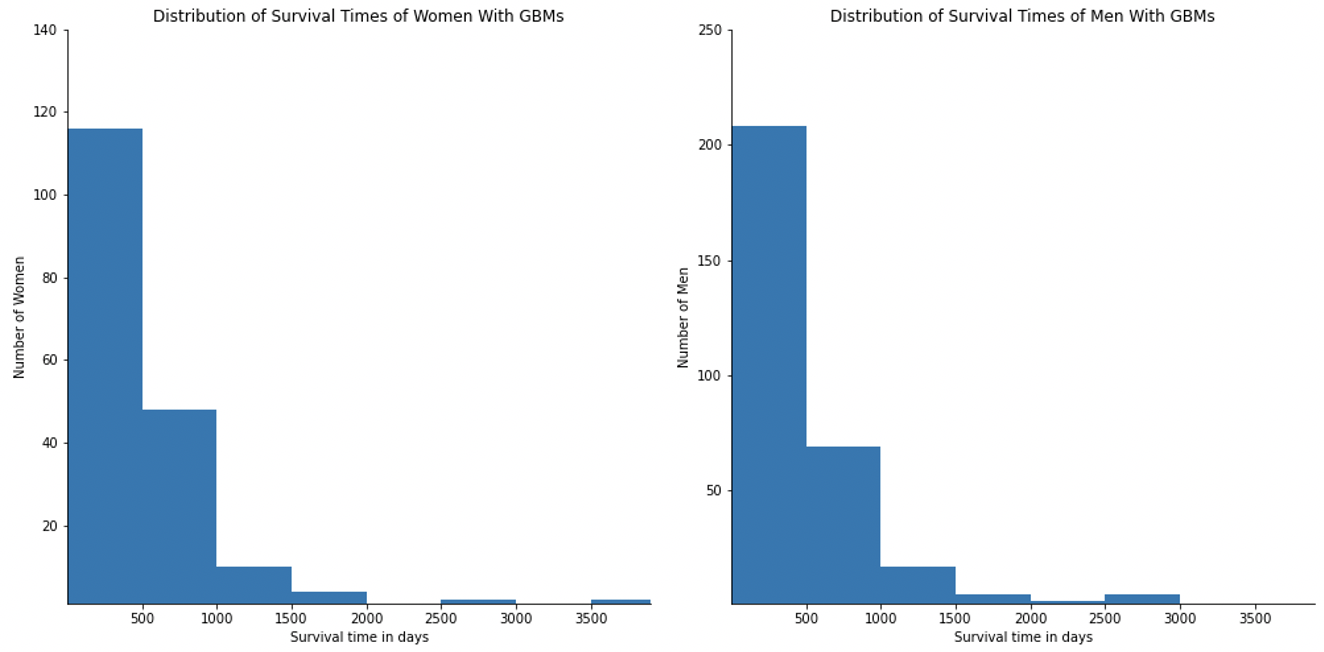 Distribution of Survival Times of Women With GBMs
140
120
100
80
60
40
20
Number of Women
500 1000 1500 2000 2500 3000 3500
Survival time in days
Distribution of Survival Times of Men With GBMs
250
200
150
100
50
Number of Men
500 1000 1500 2000 2500 3000 3500
Survival time in days